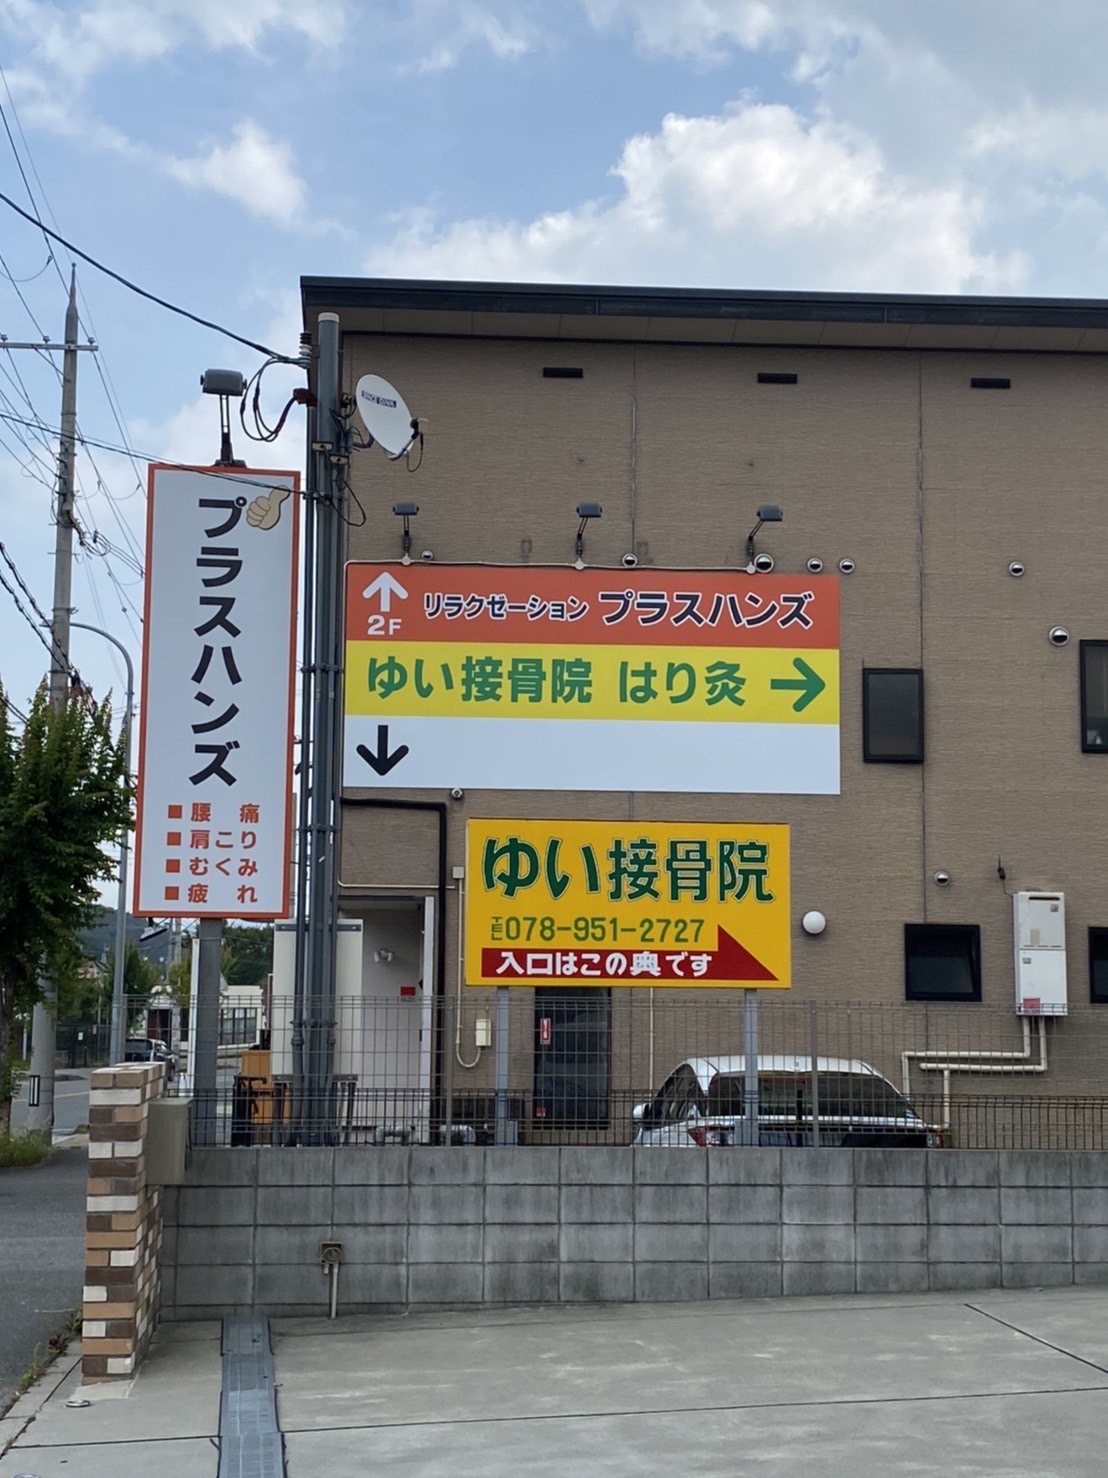 プラスハンズ
■腰 痛
■肩こり
■むくみ
■疲れ
↑
2F
リラクゼーション プラスハンズ
ゆい接骨院 はり灸 →
↓
ゆい接骨院
TEL078-951-2727
入口はこの奥です